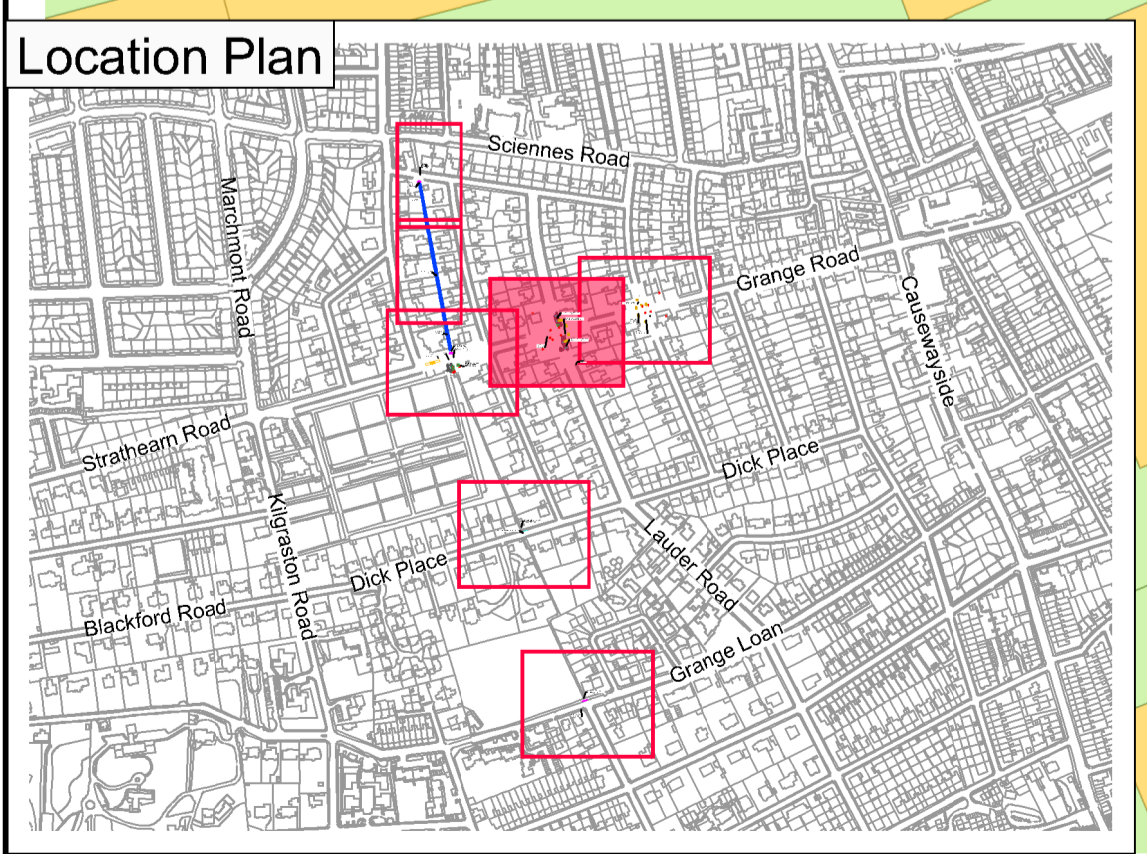 Location Plan
Sciennes Road
Marchmont Road
Grange Road
Causewayside
Strathearn Road
Dick Place
Kilgraston Road
Lauder Road
Dick Place
Blackford Road
Grange Loan